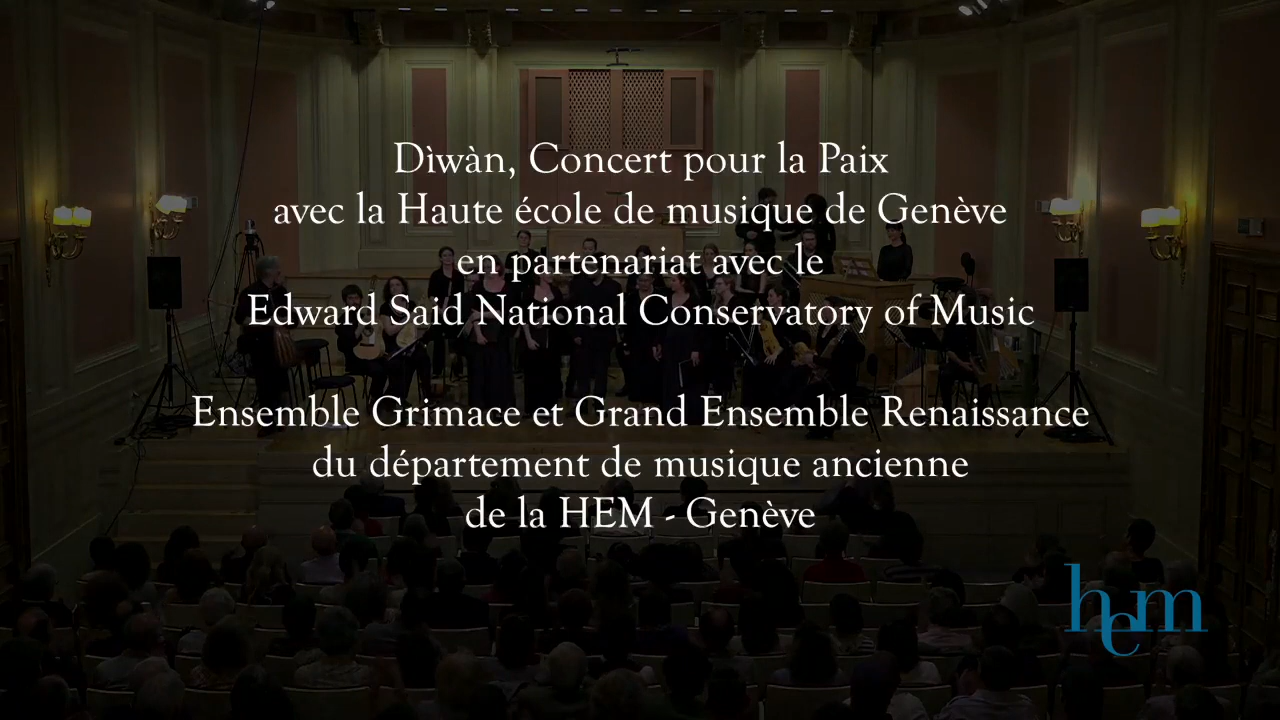 Dìwàn, Concert pour la Paix
avec la Haute école de musique de Genève
en partenariat avec le
Edward Said National Conservatory of Music
Ensemble Grimace et Grand Ensemble Renaissance
du département de musique ancienne
de la HEM - Genève
hem